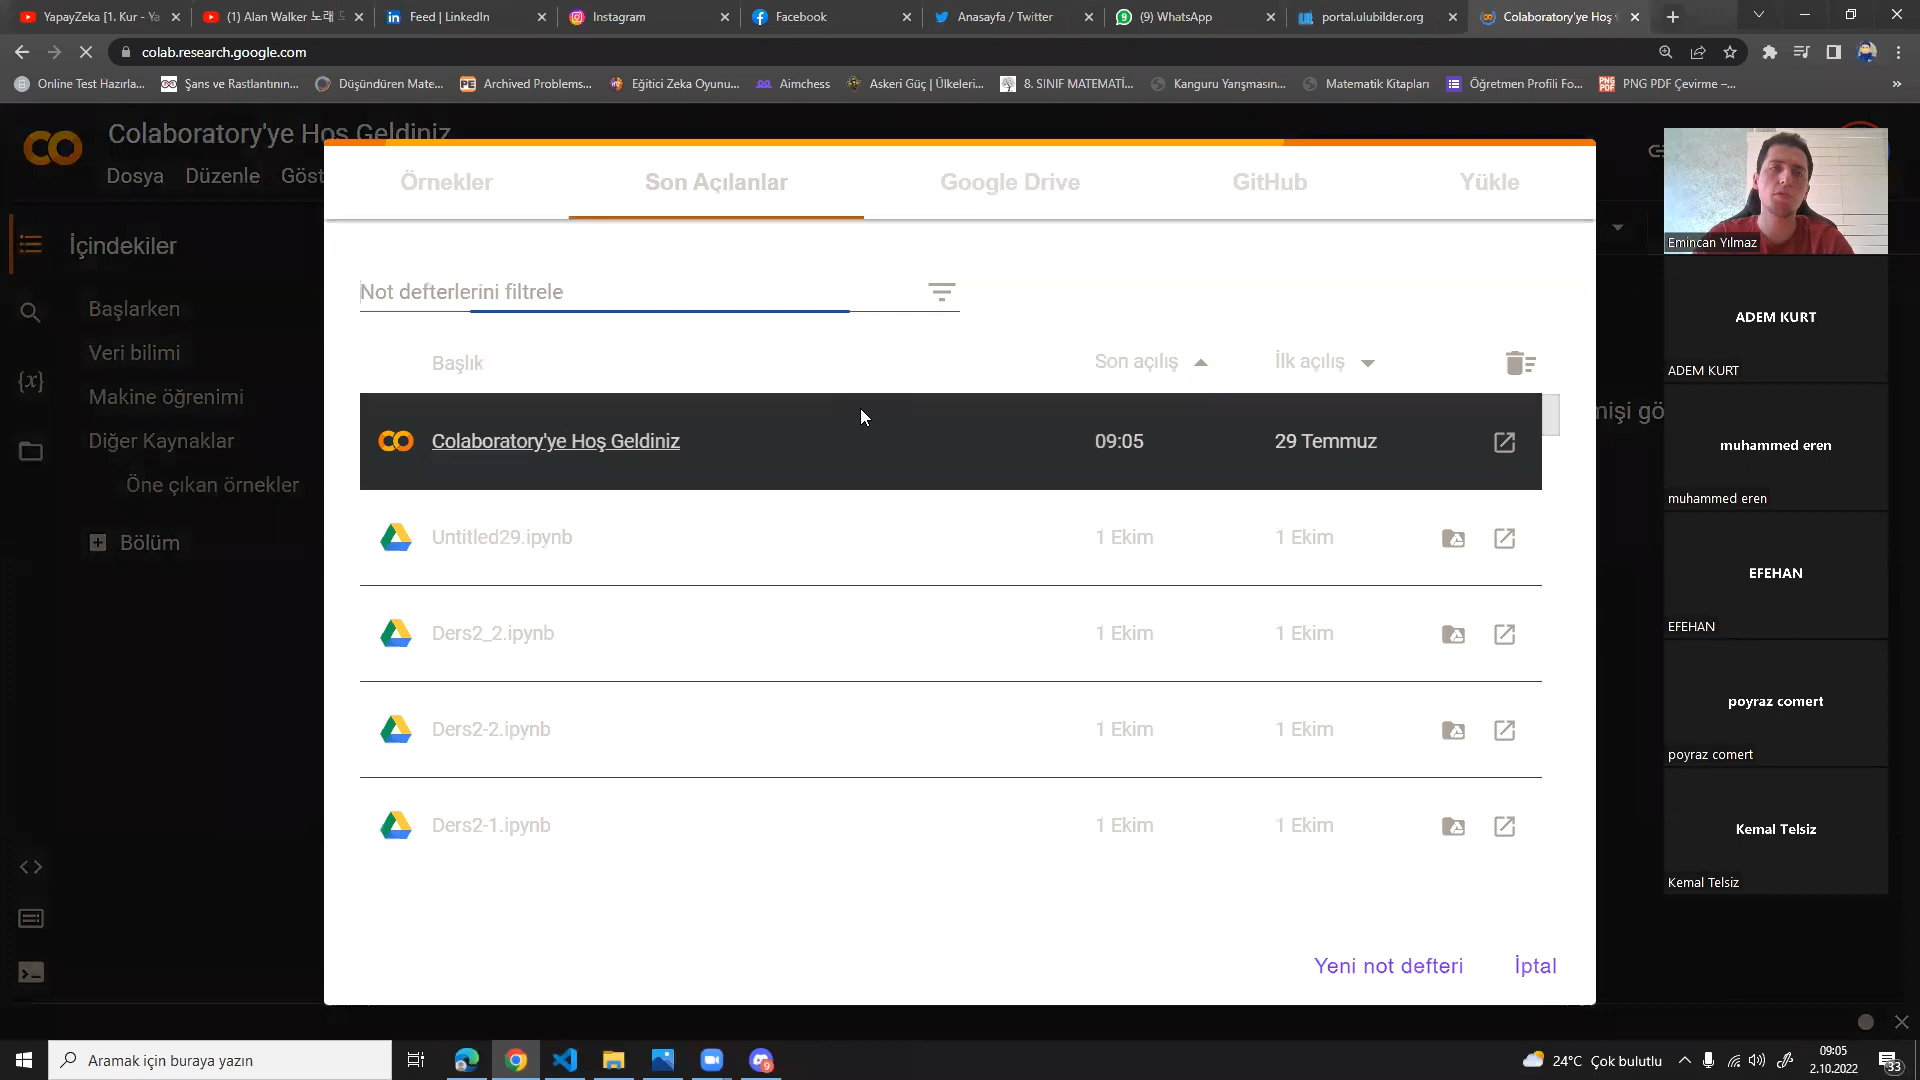 YapayZeka [1. Kur - Ya
(1) Alan Walker 노래 모
Feed | LinkedIn
Instagram
Facebook
Anasayfa / Twitter
(9) WhatsApp
portal.ulubilder.org
Colaboratory'ye Hoş
colab.research.google.com
Online Test Hazırla...
Şans ve Rastlantının...
Düşündüren Mate...
Archived Problems...
Eğitici Zeka Oyunu...
Aimchess
Askeri Güç | Ülkeleri...
8. SINIF MATEMATİ...
Kanguru Yarışmasın...
Matematik Kitapları
Öğretmen Profili Fo...
PNG PDF Çevirme –...
Colaboratory'ye Hoş Geldiniz
Dosya Düzenle Göst
İçindekiler
Başlarken
Veri bilimi
Makine öğrenimi
Diğer Kaynaklar
Öne çıkan örnekler
Bölüm
Örnekler
Son Açılanlar
Google Drive
GitHub
Yükle
Not defterlerini filtrele
Başlık Son açılış İlk açılış
Colaboratory'ye Hoş Geldiniz 09:05 29 Temmuz
Untitled29.ipynb 1 Ekim 1 Ekim
Ders2_2.ipynb 1 Ekim 1 Ekim
Ders2-2.ipynb 1 Ekim 1 Ekim
Ders2-1.ipynb 1 Ekim 1 Ekim
Yeni not defteri İptal
mişi gö
Emincan Yılmaz
ADEM KURT
ADEM KURT
muhammed eren
muhammed eren
EFEHAN
EFEHAN
poyraz comert
poyraz comert
Kemal Telsiz
Kemal Telsiz
Aramak için buraya yazın
9
24°C Çok bulutlu
09:05
2.10.2022
33